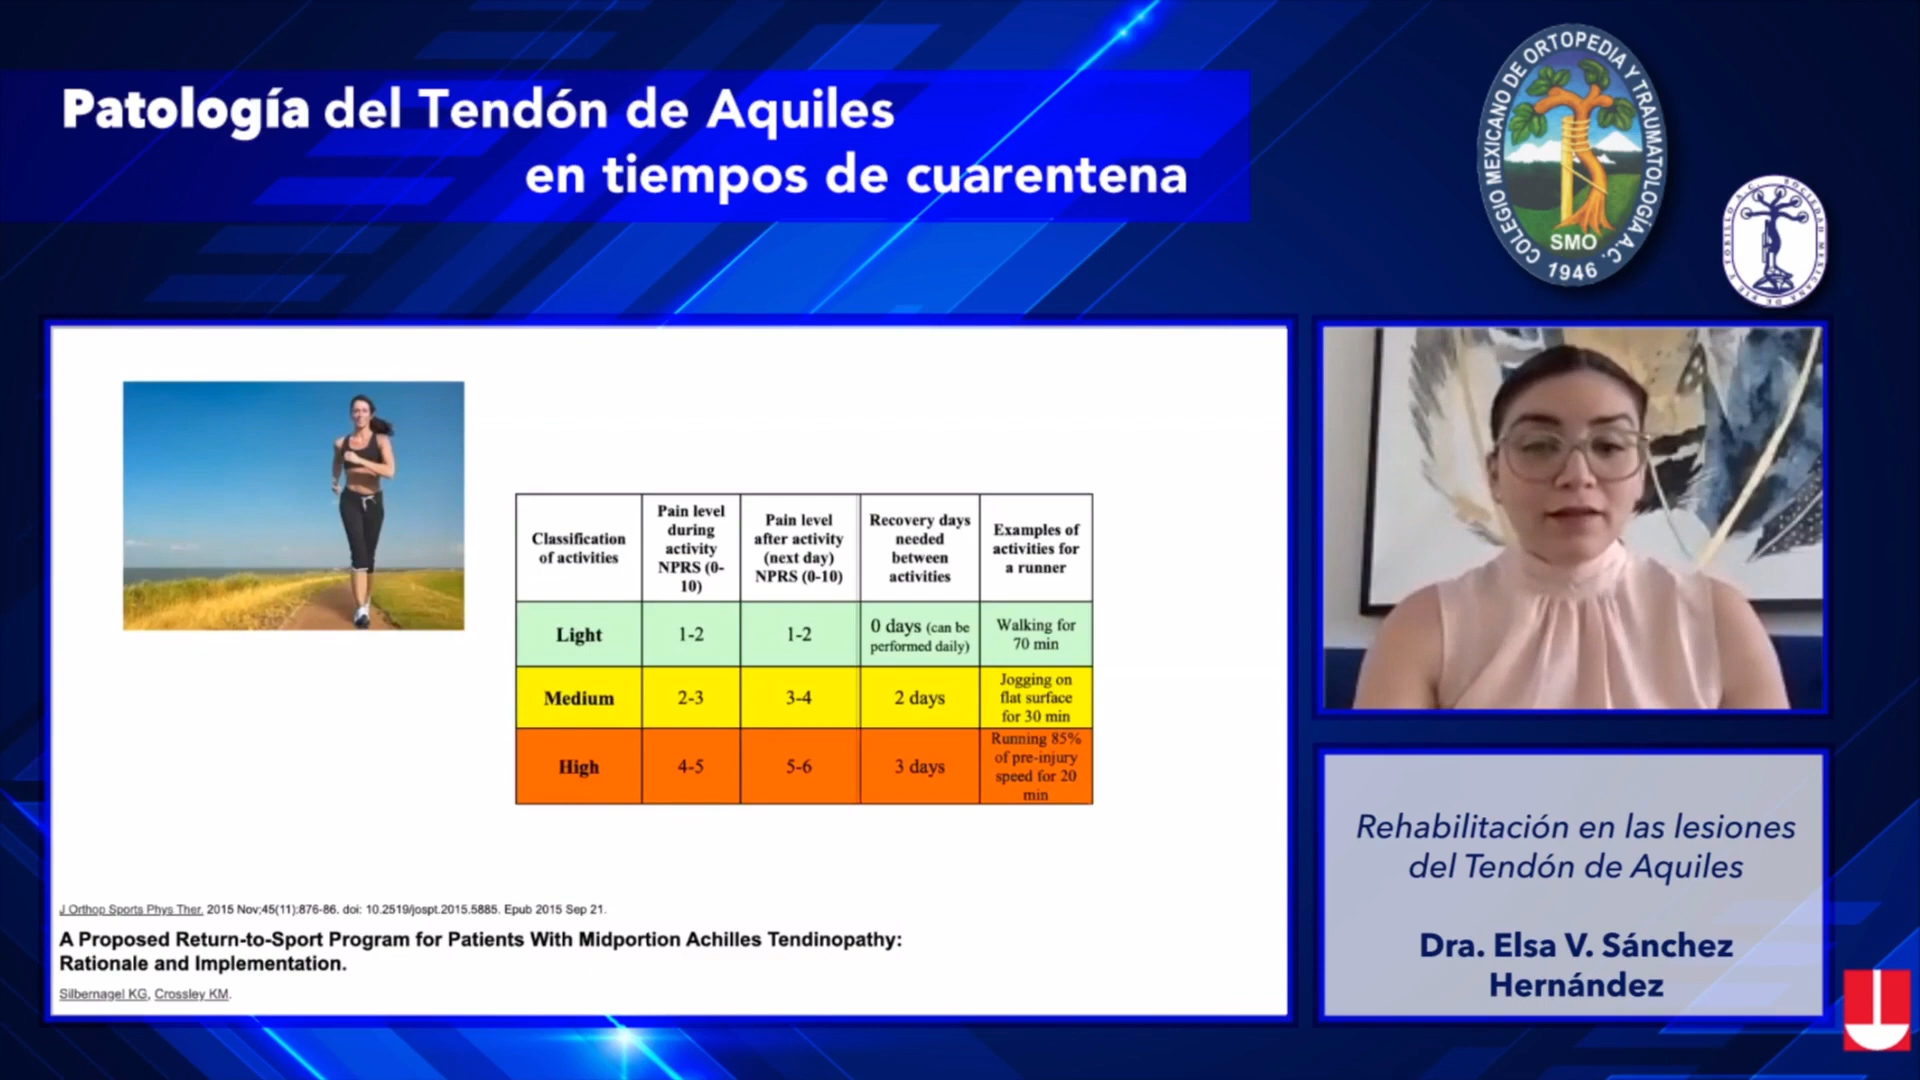 Patología del Tendón de Aquiles
en tiempos de cuarentena
COLEGIO MEXICANO DE ORTOPEDIA Y TRAUMATOLOGÍA A.C.
SMO
1946
Classification
of activities
Pain level
during
activity
NPRS (0-
10)
Pain level
after activity
(next day)
NPRS (0-10)
Recovery days
needed
between
activities
Examples of
activities for
a runner
Light
1-2
1-2
0 days (can be
performed daily)
Walking for
70 min
Medium
2-3
3-4
2 days
Jogging on
flat surface
for 30 min
High
4-5
5-6
3 days
Running 85%
of pre-injury
speed for 20
min
J Orthop Sports Phys Ther. 2015 Nov;45(11):876-86. doi: 10.2519/jospt.2015.5885. Epub 2015 Sep 21.
A Proposed Return-to-Sport Program for Patients With Midportion Achilles Tendinopathy:
Rationale and Implementation.
Silbernagel KG, Crossley KM.
Rehabilitación en las lesiones
del Tendón de Aquiles
Dra. Elsa V. Sánchez
Hernández